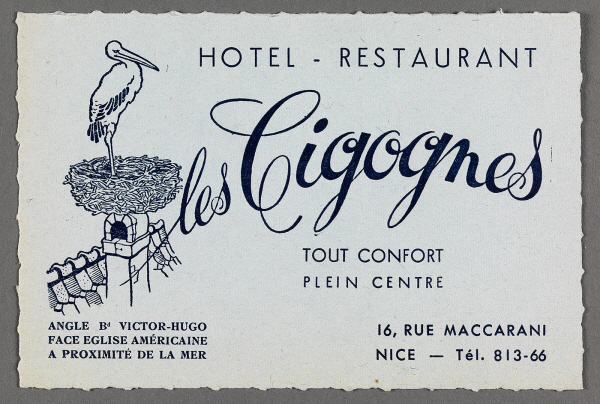 HOTEL - RESTAURANT
les Cigognes
TOUT CONFORT
PLEIN CENTRE
ANGLE Bd VICTOR-HUGO
FACE EGLISE AMÉRICAINE
A PROXIMITÉ DE LA MER
16, RUE MACCARANI
NICE — Tél. 813-66